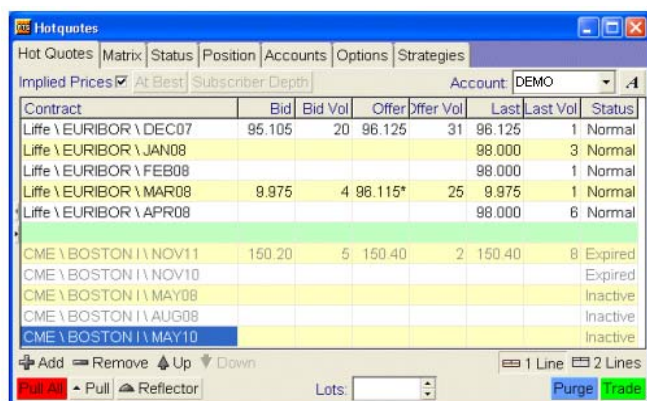 Hotquotes
Hot Quotes Matrix Status Position Accounts Options Strategies
Implied Prices At Best Subscriber Depth Account: DEMO A
Contract Bid Bid Vol Offer Offer Vol Last Last Vol Status
Liffe \ EURIBOR \ DEC07 95.105 20 96.125 31 96.125 1 Normal
Liffe \ EURIBOR \ JAN08 98.000 3 Normal
Liffe \ EURIBOR \ FEB08 98.000 1 Normal
Liffe \ EURIBOR \ MAR08 9.975 4 96.115* 25 9.975 1 Normal
Liffe \ EURIBOR \ APR08 98.000 6 Normal
CME \ BOSTON I \ NOV11 150.20 5 150.40 2 150.40 8 Expired
CME \ BOSTON I \ NOV10 Expired
CME \ BOSTON I \ MAY08 Inactive
CME \ BOSTON I \ AUG08 Inactive
CME \ BOSTON I \ MAY10 Inactive
Add Remove Up Down 1 Line 2 Lines
Pull All Pull Reflector Lots: Purge Trade